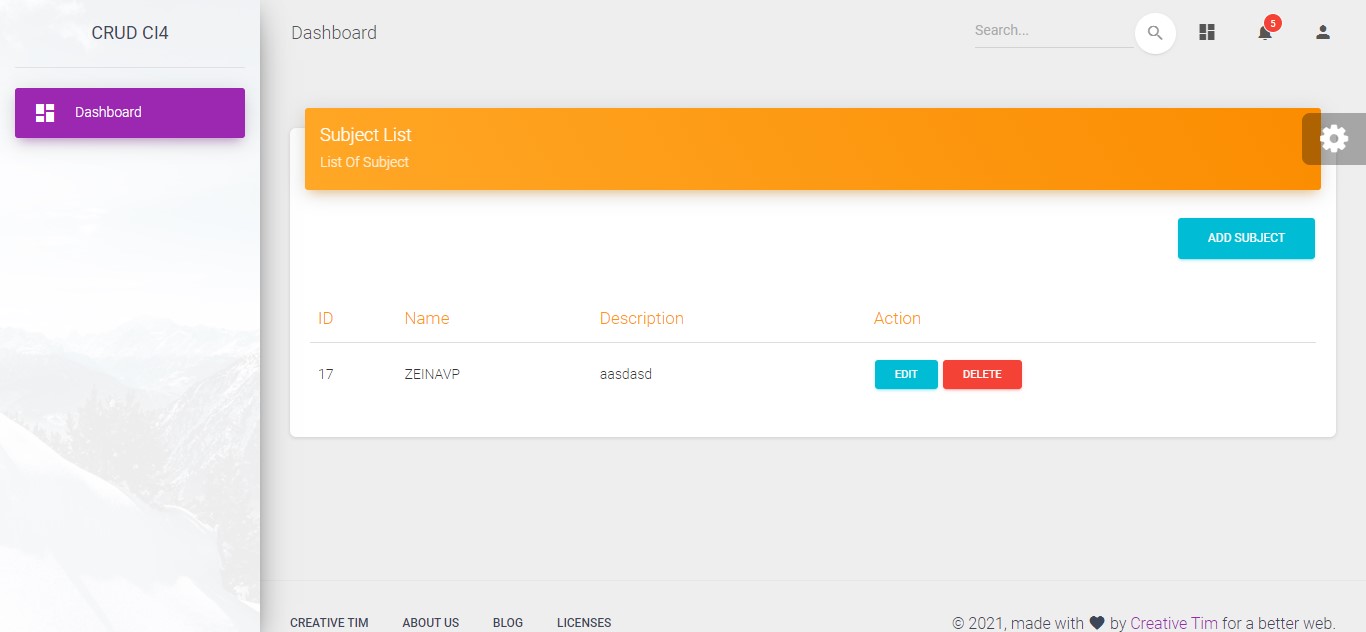 CRUD CI4
Dashboard
Search...
5
Dashboard
Subject List
List Of Subject
ADD SUBJECT
ID Name Description Action
17 ZEINAVP aasdasd EDIT DELETE
CREATIVE TIM ABOUT US BLOG LICENSES
© 2021, made with by Creative Tim for a better web.